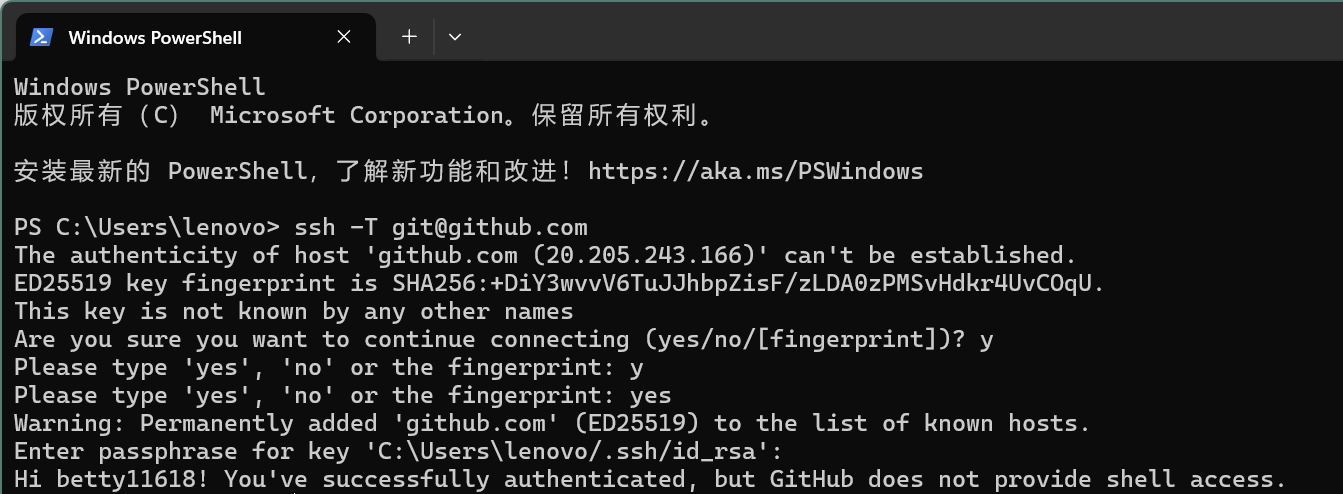 Windows PowerShell
Windows PowerShell
版权所有（C） Microsoft Corporation。保留所有权利。
安装最新的 PowerShell，了解新功能和改进！https://aka.ms/PSWindows
PS C:\Users\lenovo> ssh -T git@github.com
The authenticity of host 'github.com (20.205.243.166)' can't be established.
ED25519 key fingerprint is SHA256:+DiY3wvvV6TuJJhbpZisF/zLDA0zPMSvHdkr4UvCOqU.
This key is not known by any other names
Are you sure you want to continue connecting (yes/no/[fingerprint])? y
Please type 'yes', 'no' or the fingerprint: y
Please type 'yes', 'no' or the fingerprint: yes
Warning: Permanently added 'github.com' (ED25519) to the list of known hosts.
Enter passphrase for key 'C:\Users\lenovo/.ssh/id_rsa':
Hi betty11618! You've successfully authenticated, but GitHub does not provide shell access.